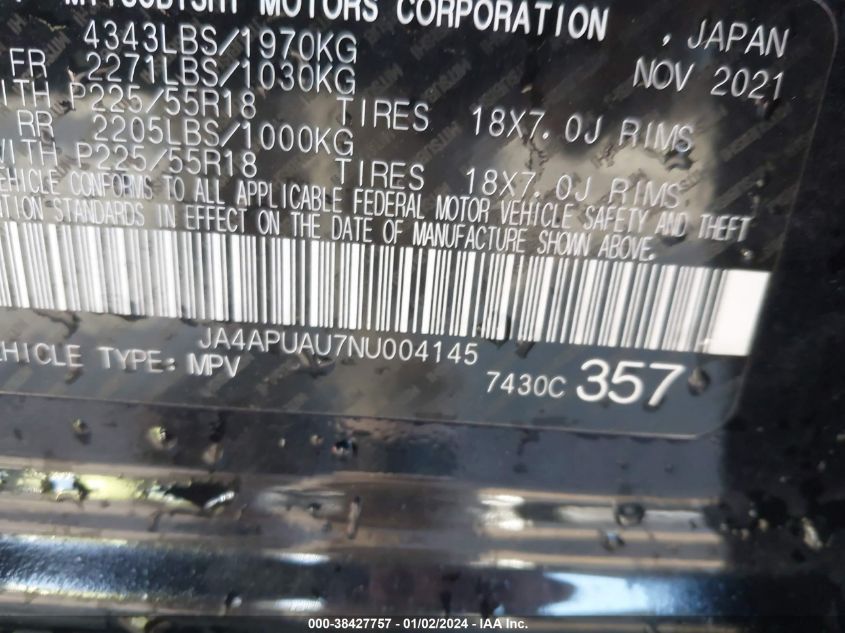 MITSUBISHI MOTORS CORPORATION , JAPAN
4343LBS/1970KG NOV 2021
FR 2271LBS/1030KG
WITH P225/55R18 TIRES 18X7.0J RIMS
RR 2205LBS/1000KG
WITH P225/55R18 TIRES 18X7.0J RIMS
VEHICLE CONFORMS TO ALL APPLICABLE FEDERAL MOTOR VEHICLE SAFETY AND THEFT
STANDARDS IN EFFECT ON THE DATE OF MANUFACTURE SHOWN ABOVE.
JA4APUAU7NU004145
VEHICLE TYPE: MPV
7430C 357
000-38427757 - 01/02/2024 - IAA Inc.